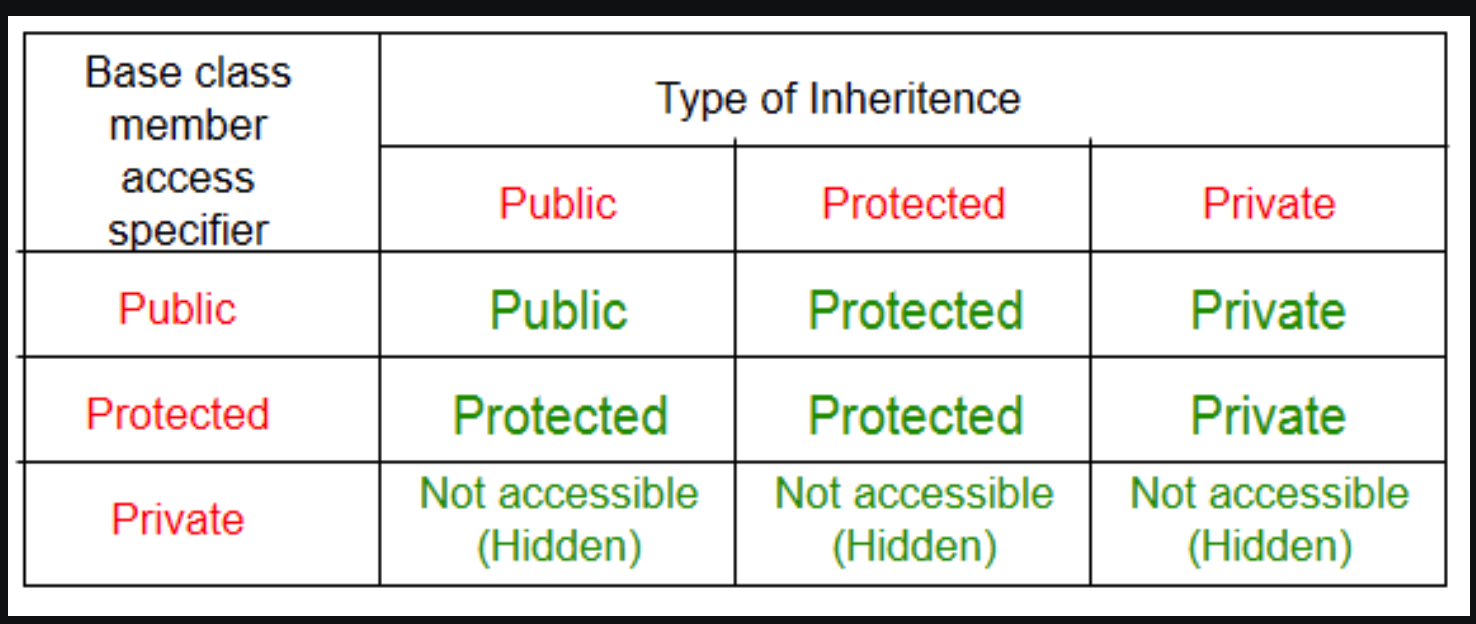 Base class
member
access
specifier
Type of Inheritence
Public Protected Private
Public Public Protected Private
Protected Protected Protected Private
Private
Not accessible Not accessible Not accessible
(Hidden) (Hidden) (Hidden)